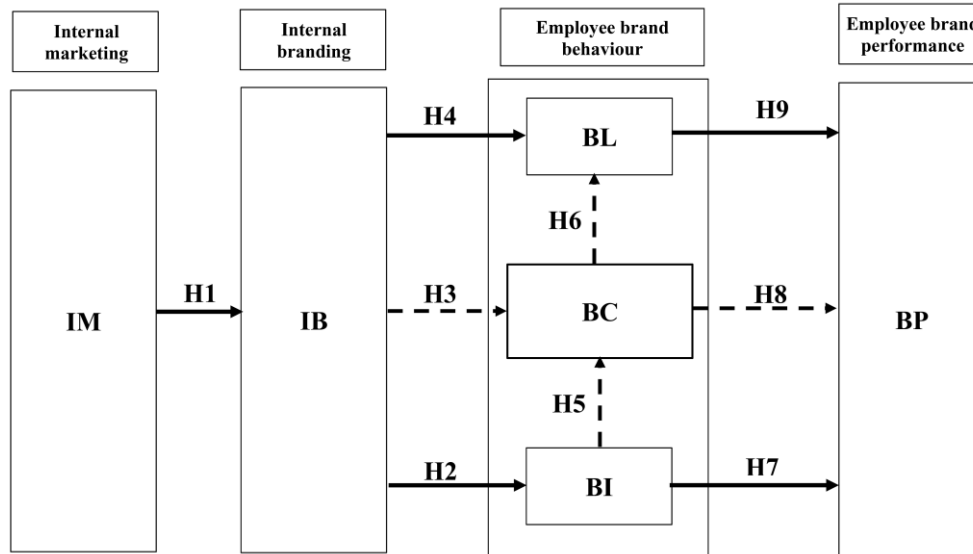 Internal
marketing
Internal
branding
Employee brand
behaviour
Employee brand
performance
H4
BL
H9
H6
IM
H1
IB
H3
BC
H8
BP
H5
H2
BI
H7